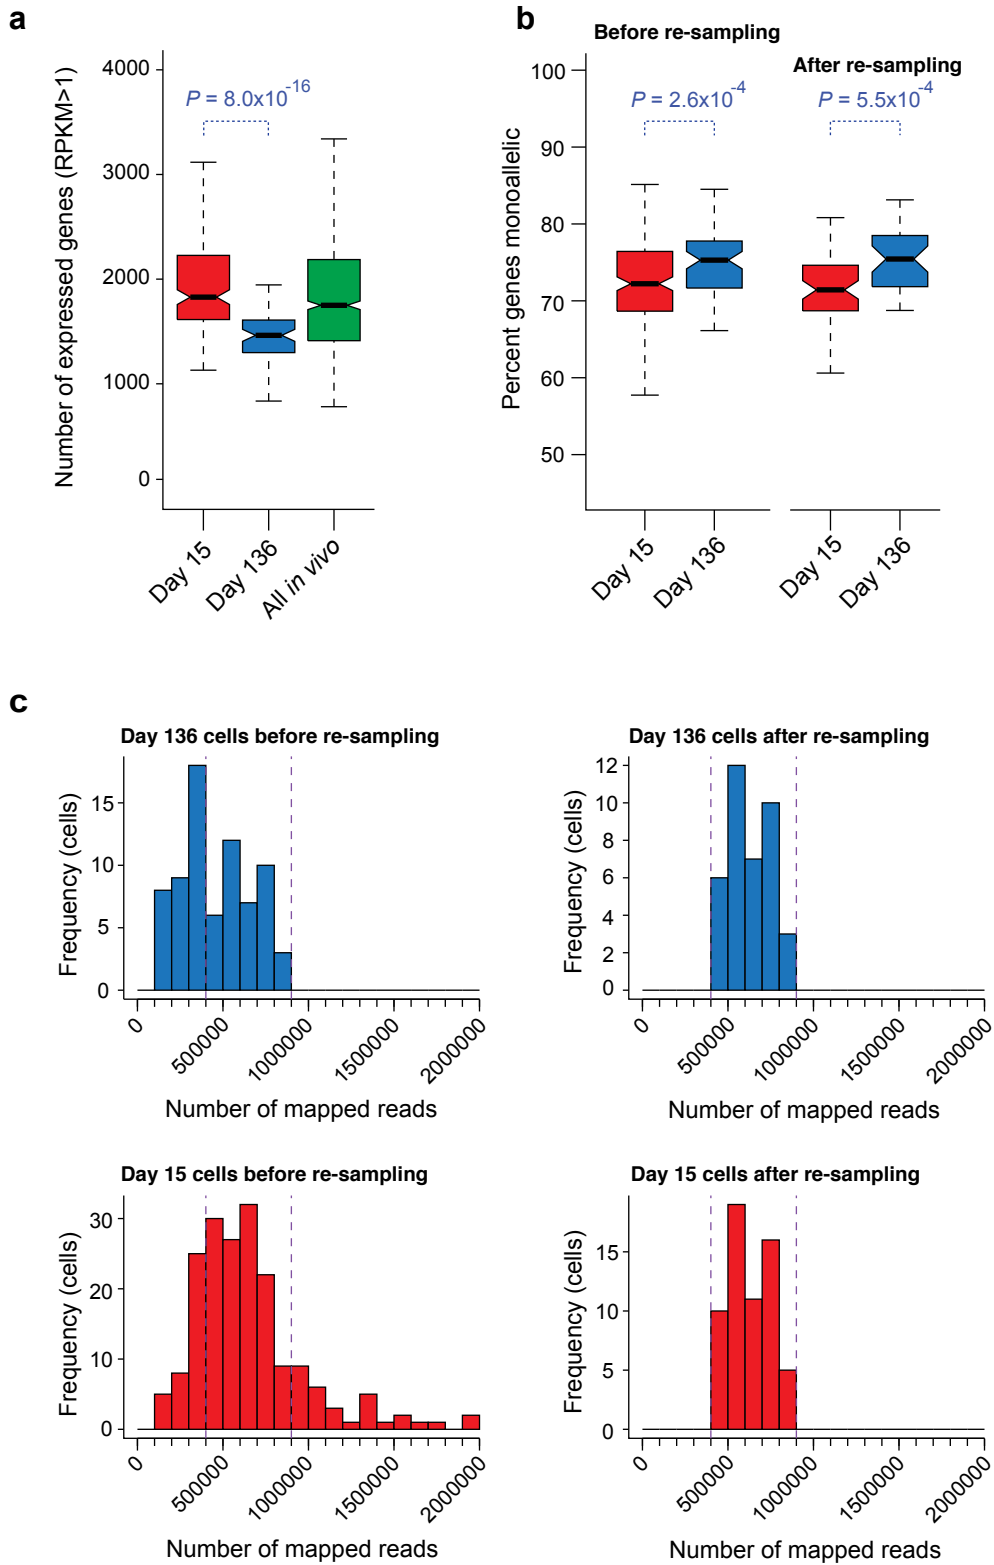 a
Number of expressed genes (RPKM>1)
4000
3000
2000
1000
0
P = 8.0x10^-16
Day 15
Day 136
All in vivo
b
Before re-sampling
After re-sampling
Percent genes monoallelic
100
90
80
70
60
50
P = 2.6x10^-4
P = 5.5x10^-4
Day 15
Day 136
Day 15
Day 136
c
Day 136 cells before re-sampling
Frequency (cells)
15
10
5
0
0
500000
1000000
1500000
2000000
Number of mapped reads
Day 136 cells after re-sampling
Frequency (cells)
12
10
8
6
4
2
0
0
500000
1000000
1500000
2000000
Number of mapped reads
Day 15 cells before re-sampling
Frequency (cells)
30
20
10
0
0
500000
1000000
1500000
2000000
Number of mapped reads
Day 15 cells after re-sampling
Frequency (cells)
15
10
5
0
0
500000
1000000
1500000
2000000
Number of mapped reads